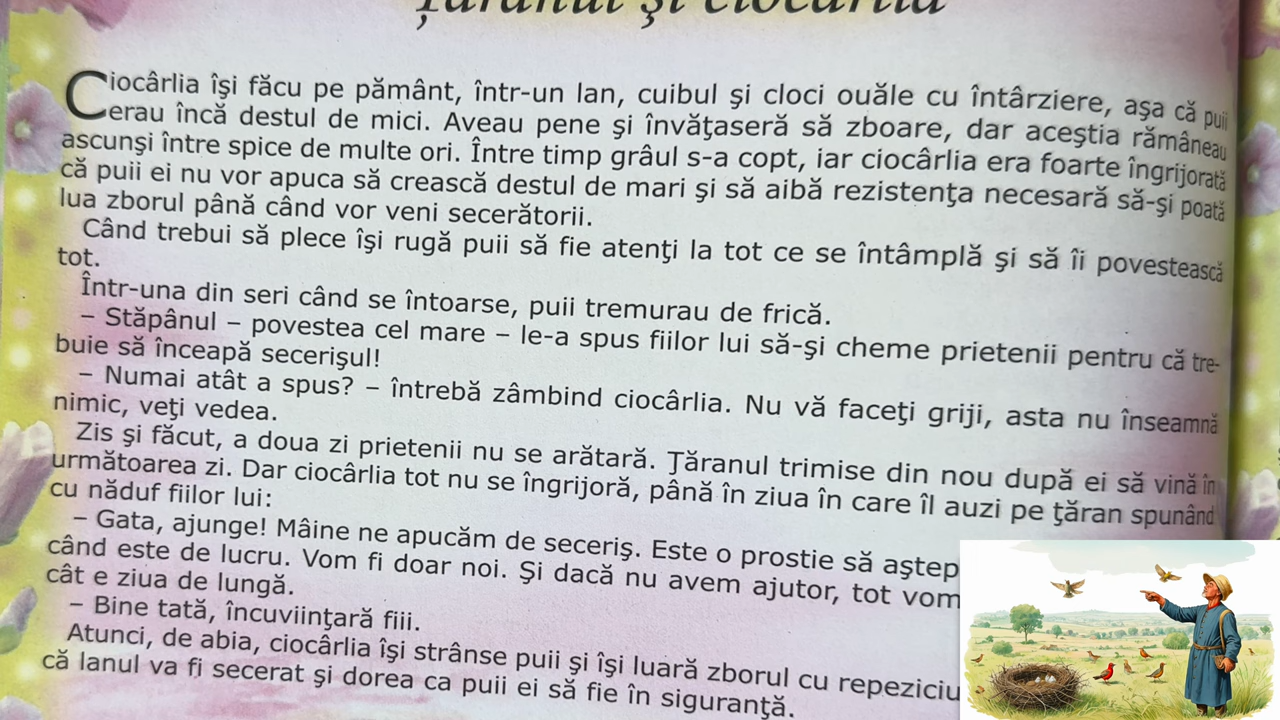 Țăranul și ciocârlia
Ciocârlia îşi făcu pe pământ, într-un lan, cuibul şi cloci ouăle cu întârziere, aşa că puii
erau încă destul de mici. Aveau pene şi învăţaseră să zboare, dar aceştia rămâneau
ascunşi între spice de multe ori. Între timp grâul s-a copt, iar ciocârlia era foarte îngrijorată
că puii ei nu vor apuca să crească destul de mari şi să aibă rezistenţa necesară să-şi poată
lua zborul până când vor veni secerătorii.
Când trebui să plece îşi rugă puii să fie atenţi la tot ce se întâmplă şi să îi povestească
tot.
Într-una din seri când se întoarse, puii tremurau de frică.
– Stăpânul – povestea cel mare – le-a spus fiilor lui să-şi cheme prietenii pentru că tre-
buie să înceapă secerişul!
– Numai atât a spus? – întrebă zâmbind ciocârlia. Nu vă faceţi griji, asta nu înseamnă
nimic, veţi vedea.
Zis şi făcut, a doua zi prietenii nu se arătară. Ţăranul trimise din nou după ei să vină în
următoarea zi. Dar ciocârlia tot nu se îngrijoră, până în ziua în care îl auzi pe ţăran spunând
cu năduf fiilor lui:
– Gata, ajunge! Mâine ne apucăm de seceriş. Este o prostie să aştep
când este de lucru. Vom fi doar noi. Şi dacă nu avem ajutor, tot vom
cât e ziua de lungă.
– Bine tată, încuviinţară fiii.
Atunci, de abia, ciocârlia îşi strânse puii şi îşi luară zborul cu repeziciu
că lanul va fi secerat şi dorea ca puii ei să fie în siguranţă.